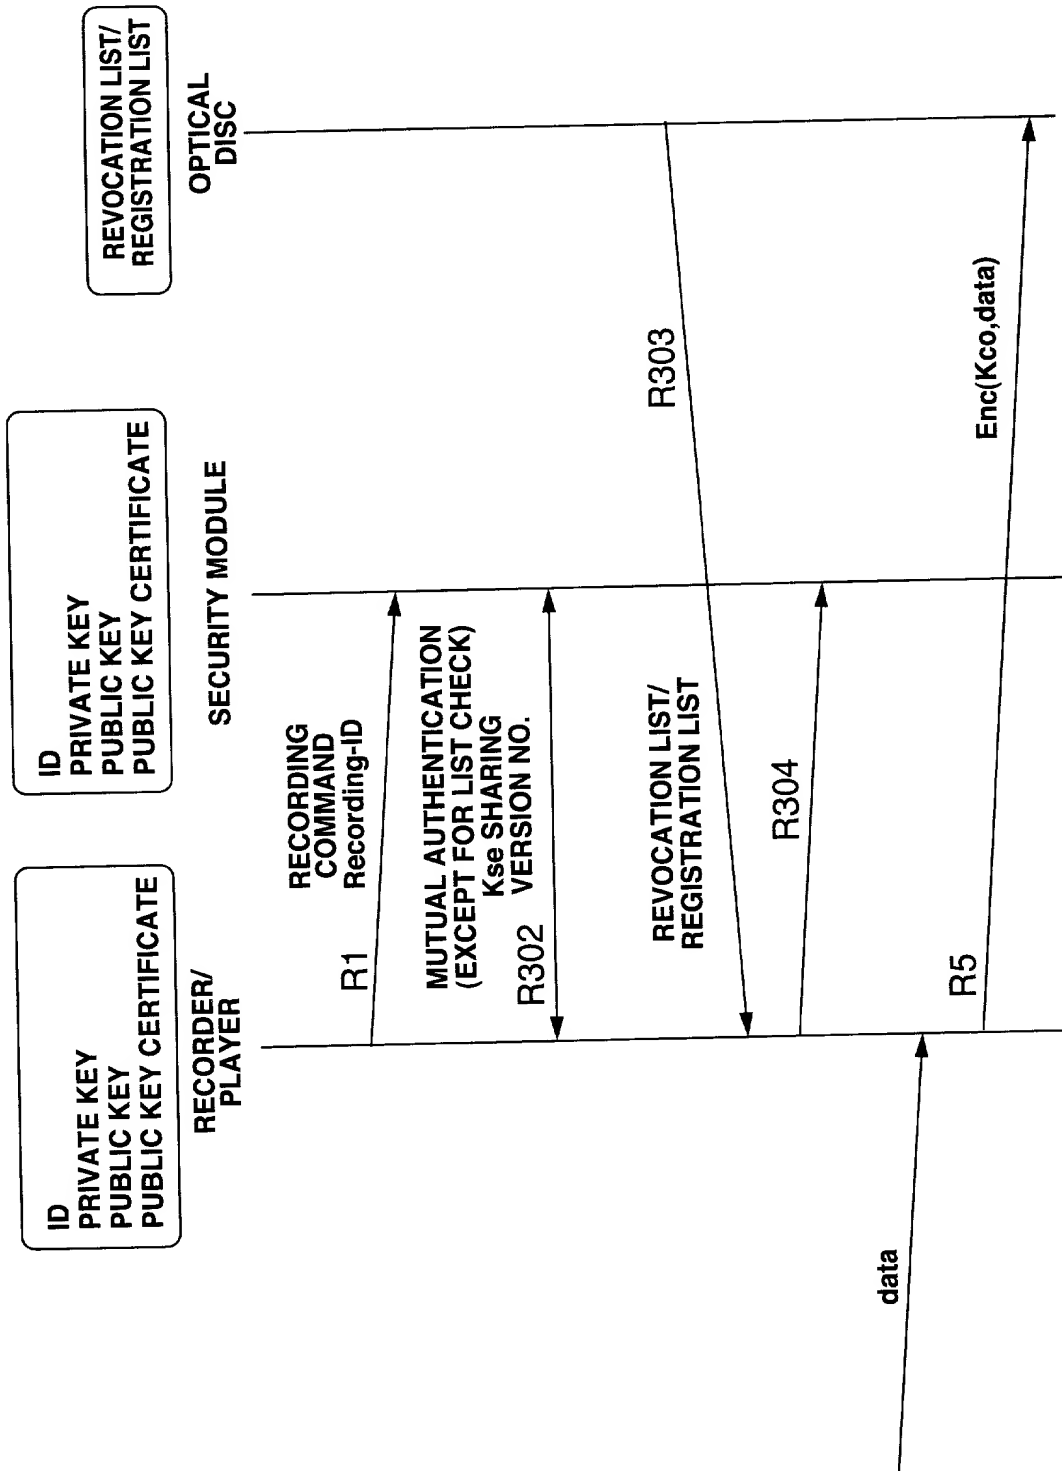 ID
PRIVATE KEY
PUBLIC KEY
PUBLIC KEY CERTIFICATE
RECORDER/
PLAYER
ID
PRIVATE KEY
PUBLIC KEY
PUBLIC KEY CERTIFICATE
SECURITY MODULE
REVOCATION LIST/
REGISTRATION LIST
OPTICAL
DISC
RECORDING
COMMAND
Recording-ID
R1
MUTUAL AUTHENTICATION
(EXCEPT FOR LIST CHECK)
Kse SHARING
VERSION NO.
R302
R303
REVOCATION LIST/
REGISTRATION LIST
R304
data
R5
Enc(Kco,data)